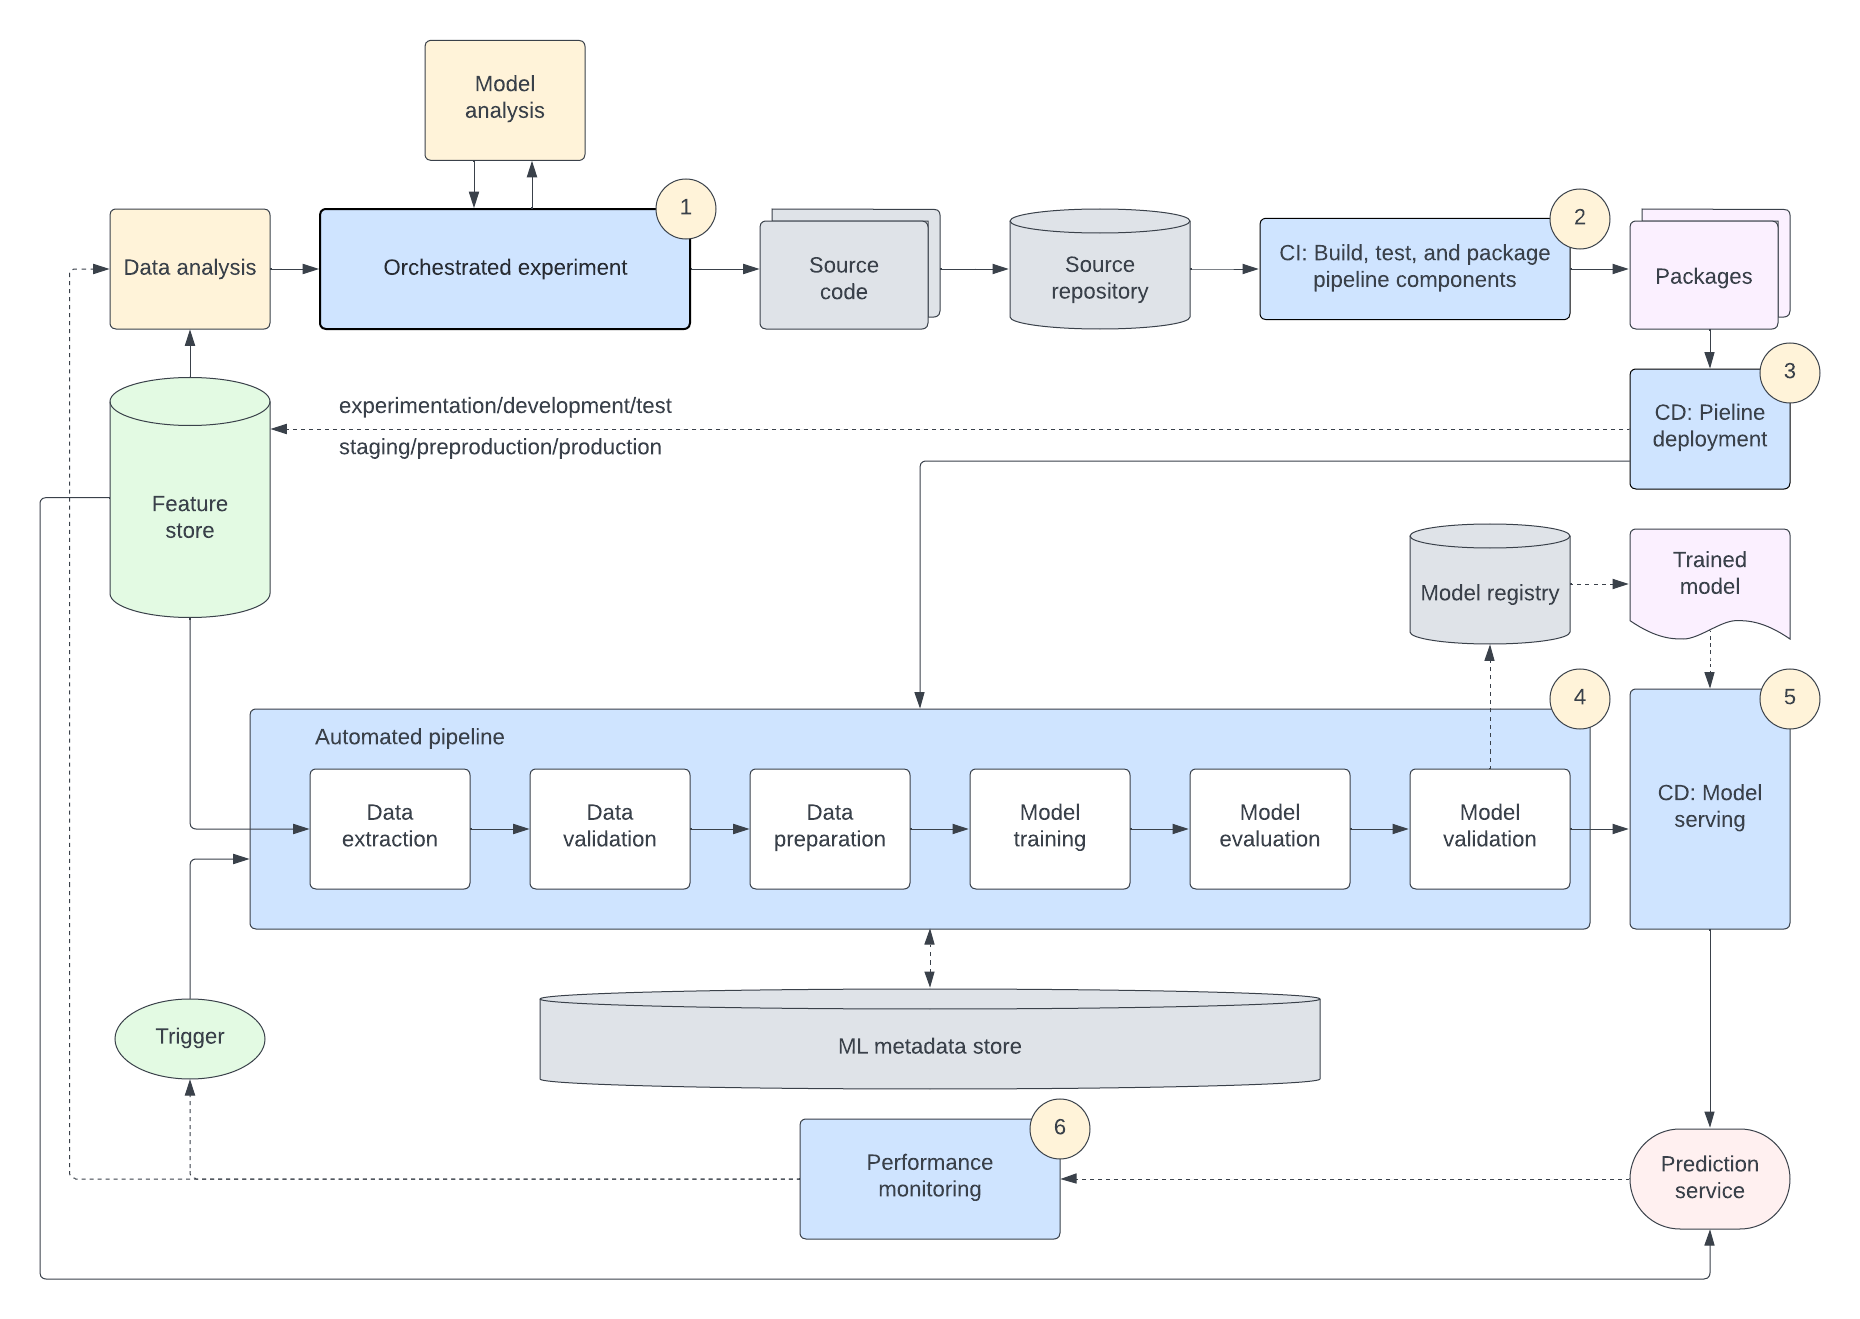 Model
analysis
1
2
Data analysis
Orchestrated experiment
Source
code
Source
repository
CI: Build, test, and package
pipeline components
Packages
3
experimentation/development/test
staging/preproduction/production
CD: Pieline
deployment
Feature
store
Model registry
Trained
model
4
5
Automated pipeline
Data
extraction
Data
validation
Data
preparation
Model
training
Model
evaluation
Model
validation
CD: Model
serving
Trigger
ML metadata store
6
Performance
monitoring
Prediction
service